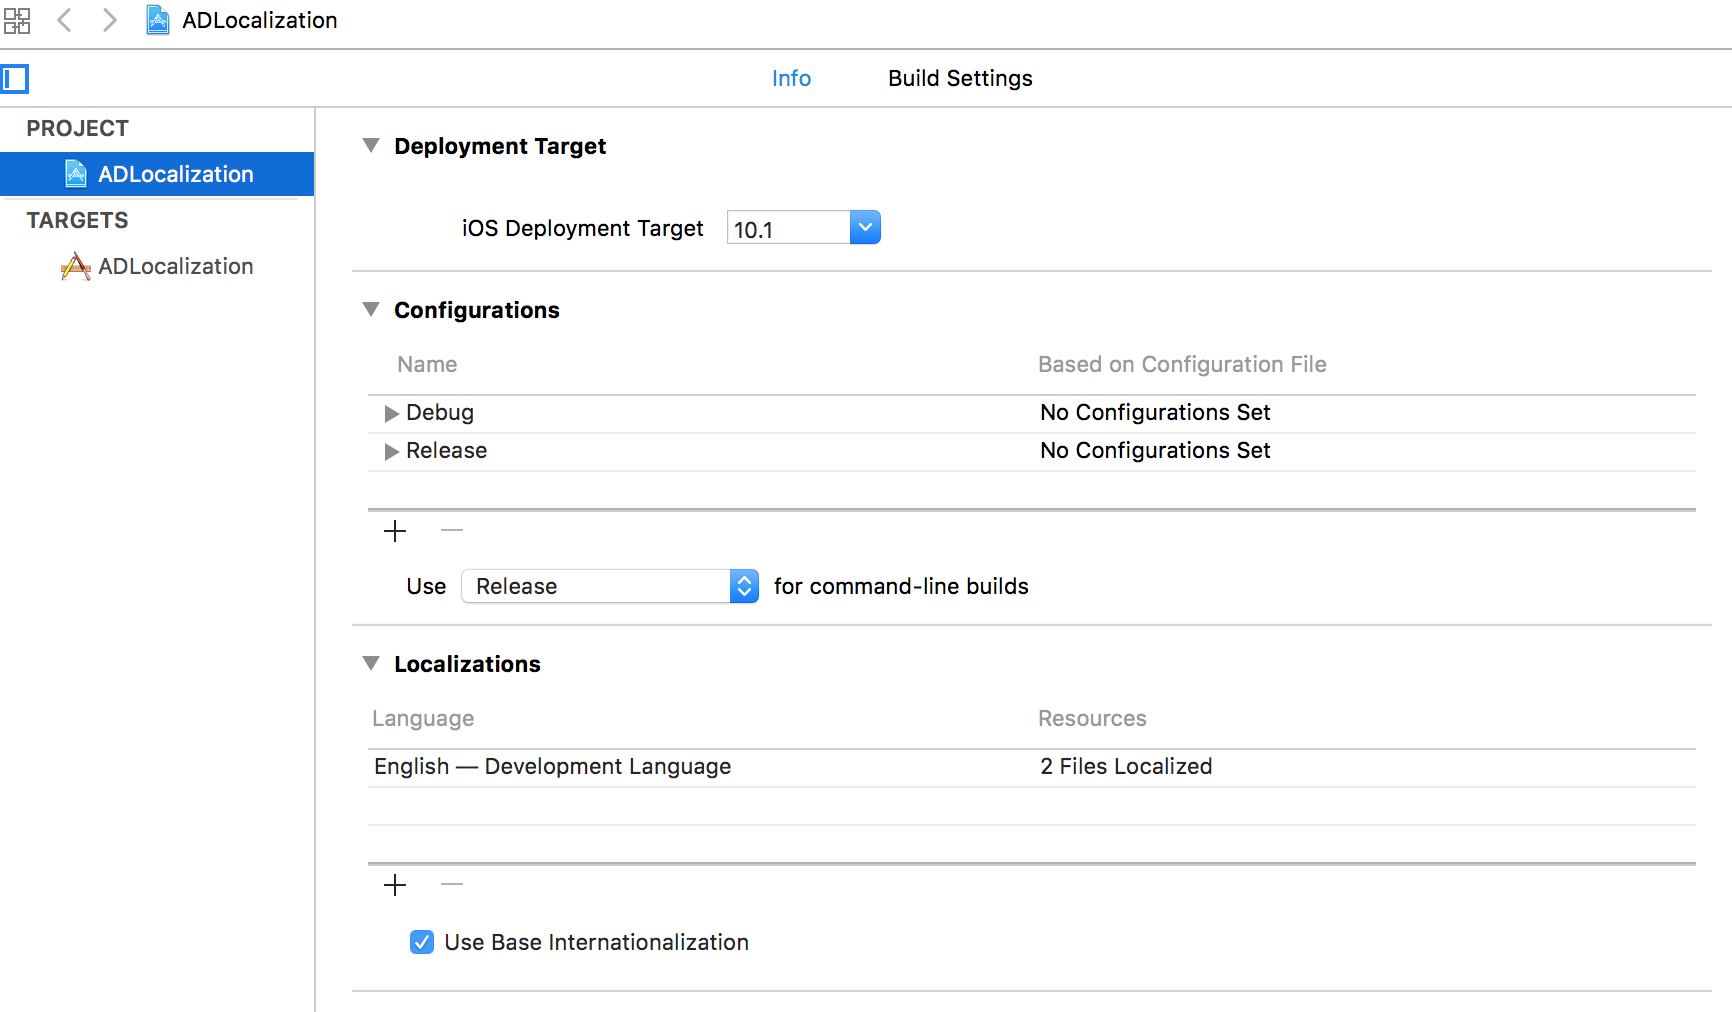 ADLocalization
Info Build Settings
PROJECT
ADLocalization
TARGETS
ADLocalization
Deployment Target
iOS Deployment Target 10.1
Configurations
Name Based on Configuration File
Debug No Configurations Set
Release No Configurations Set
Use Release for command-line builds
Localizations
Language Resources
English — Development Language 2 Files Localized
Use Base Internationalization